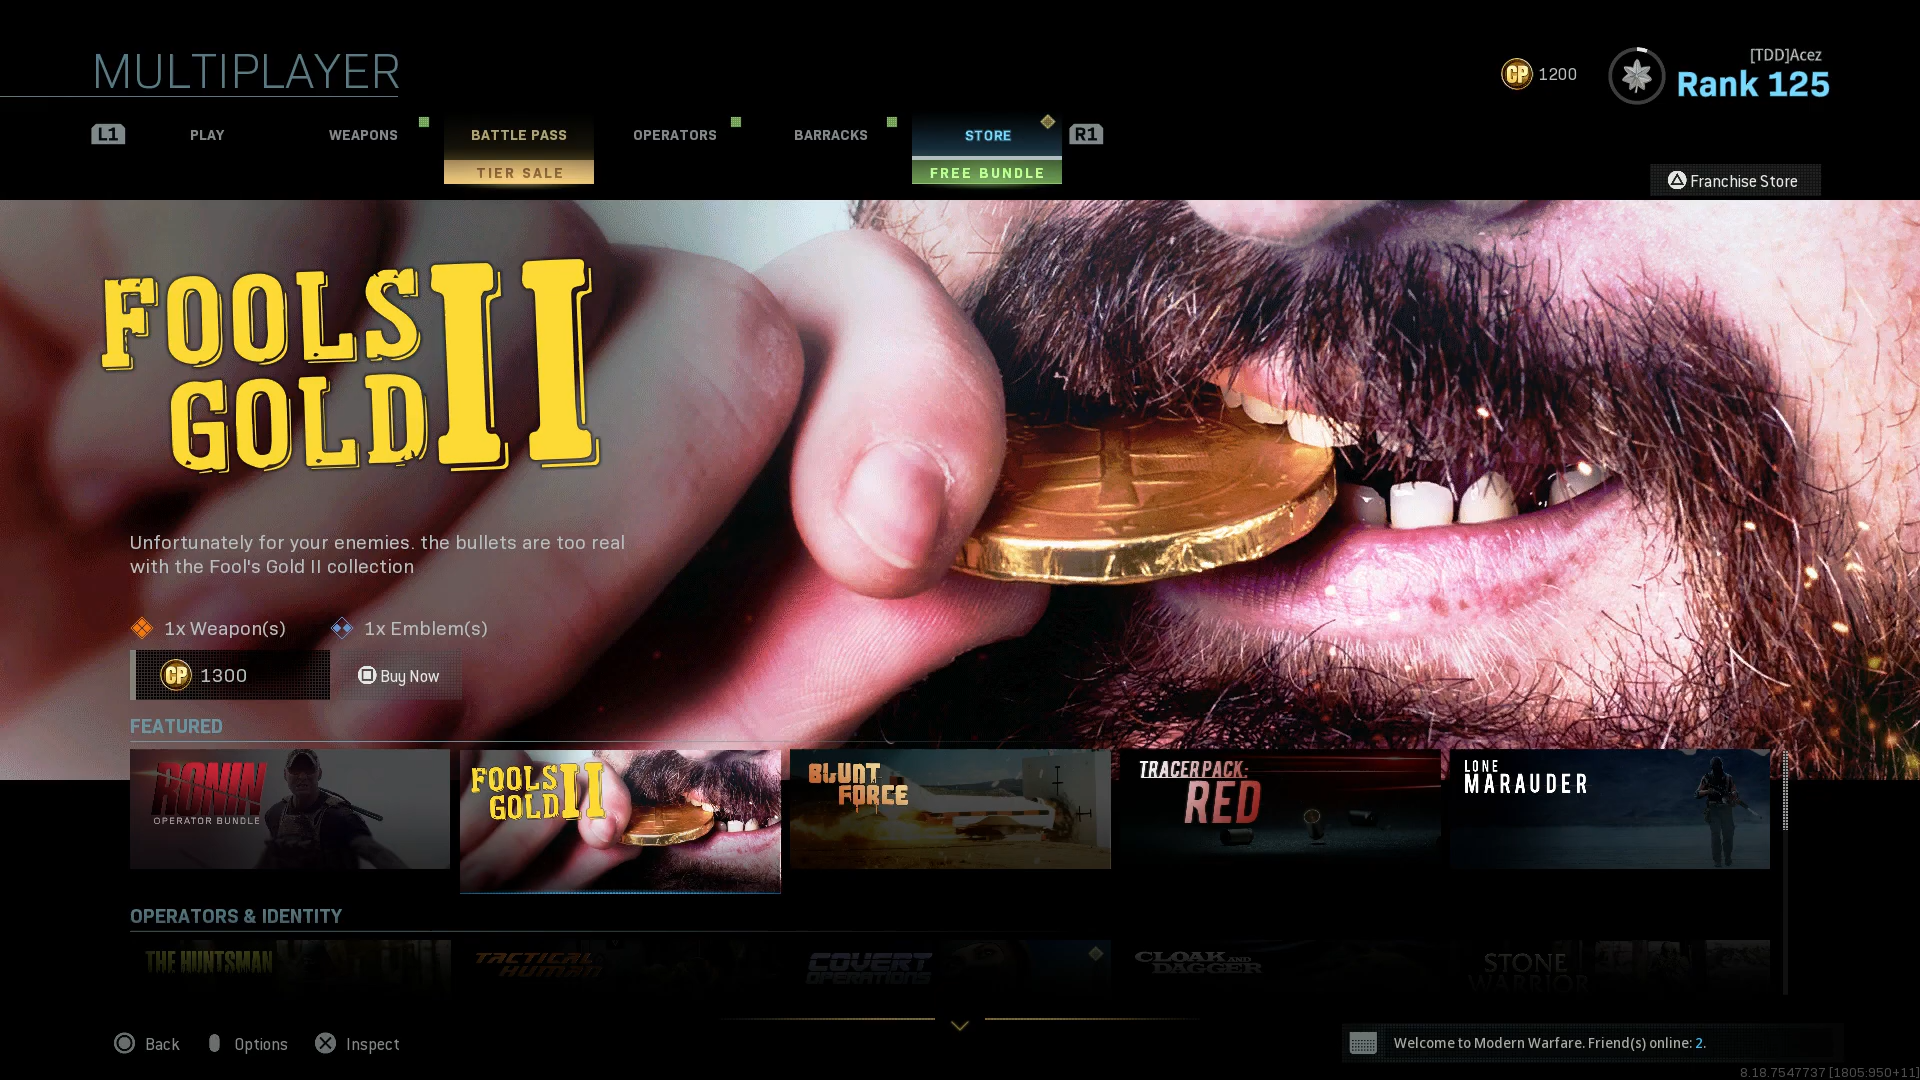 MULTIPLAYER
CP 1200
[TDD]Acez
Rank 125
L1 PLAY WEAPONS BATTLE PASS OPERATORS BARRACKS STORE R1
TIER SALE FREE BUNDLE
Franchise Store
FOOLS
GOLD II
Unfortunately for your enemies. the bullets are too real
with the Fool's Gold II collection
1x Weapon(s) 1x Emblem(s)
CP 1300 Buy Now
FEATURED
RONIN
OPERATOR BUNDLE
FOOLS
GOLD II
BLUNT
FORCE
TRACER PACK:
RED
LONE
MARAUDER
OPERATORS & IDENTITY
THE HUNTSMAN
TACTICAL
HUMAN
COVERT
OPERATIONS
CLOAK AND
DAGGER
STONE
WARRIOR
Back Options Inspect
Welcome to Modern Warfare. Friend(s) online: 2.
8.18.7547737 [1805:950+11]